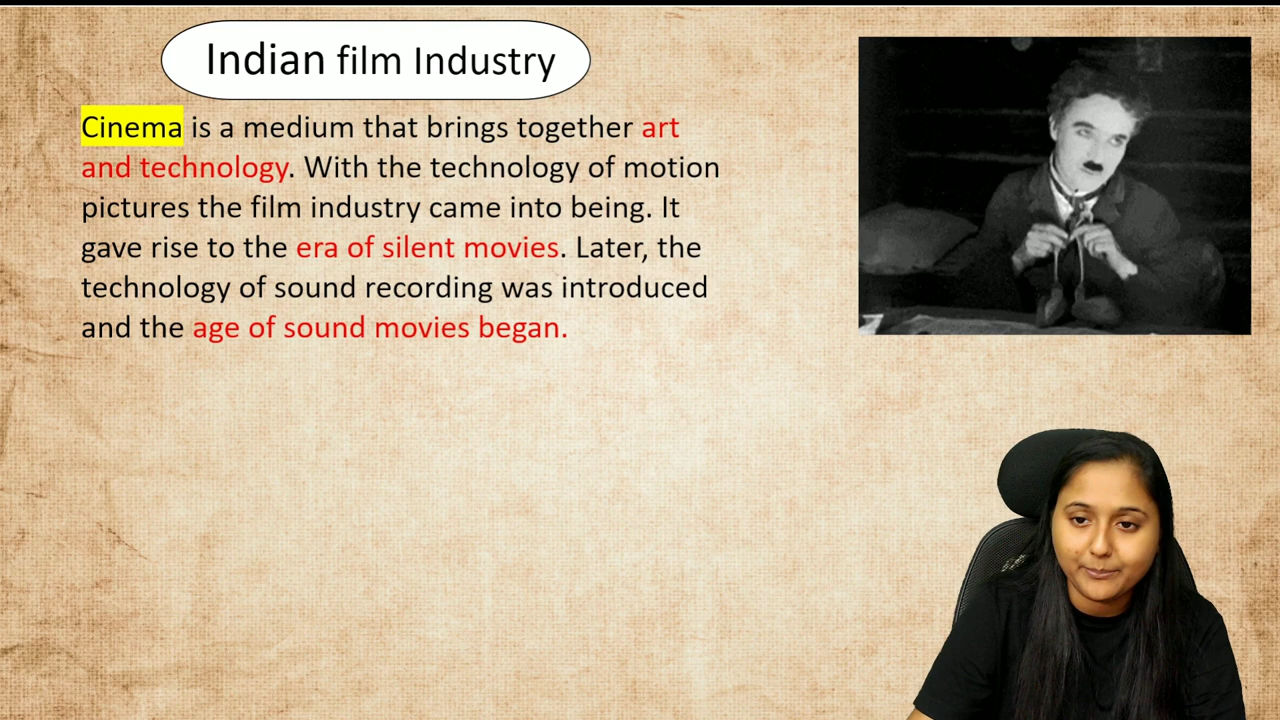 Indian film Industry
Cinema is a medium that brings together art
and technology. With the technology of motion
pictures the film industry came into being. It
gave rise to the era of silent movies. Later, the
technology of sound recording was introduced
and the age of sound movies began.